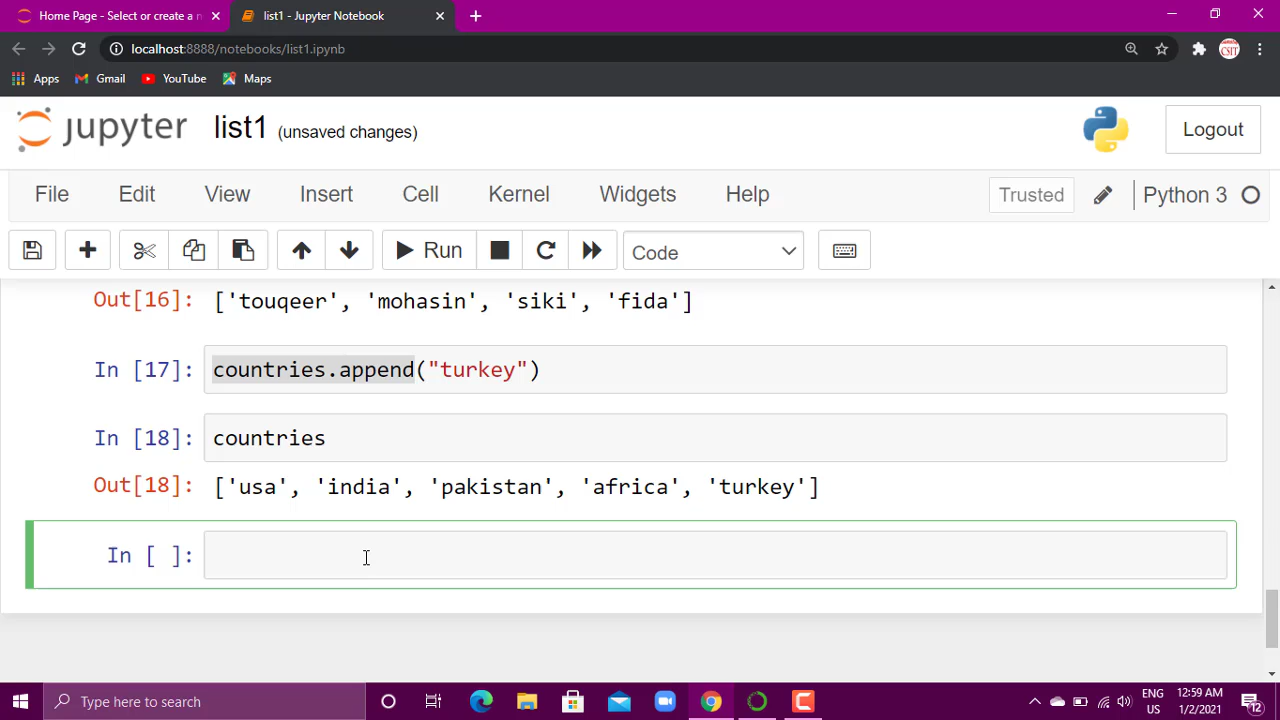 Home Page - Select or create a n
list1 - Jupyter Notebook
localhost:8888/notebooks/list1.ipynb
Apps Gmail YouTube Maps
CSIT
jupyter list1 (unsaved changes)
Logout
File Edit View Insert Cell Kernel Widgets Help Trusted Python 3
Run Code
Out[16]: ['touqeer', 'mohasin', 'siki', 'fida']
In [17]: countries.append("turkey")
In [18]: countries
Out[18]: ['usa', 'india', 'pakistan', 'africa', 'turkey']
In [ ]:
Type here to search
ENG
US
12:59 AM
1/2/2021
12